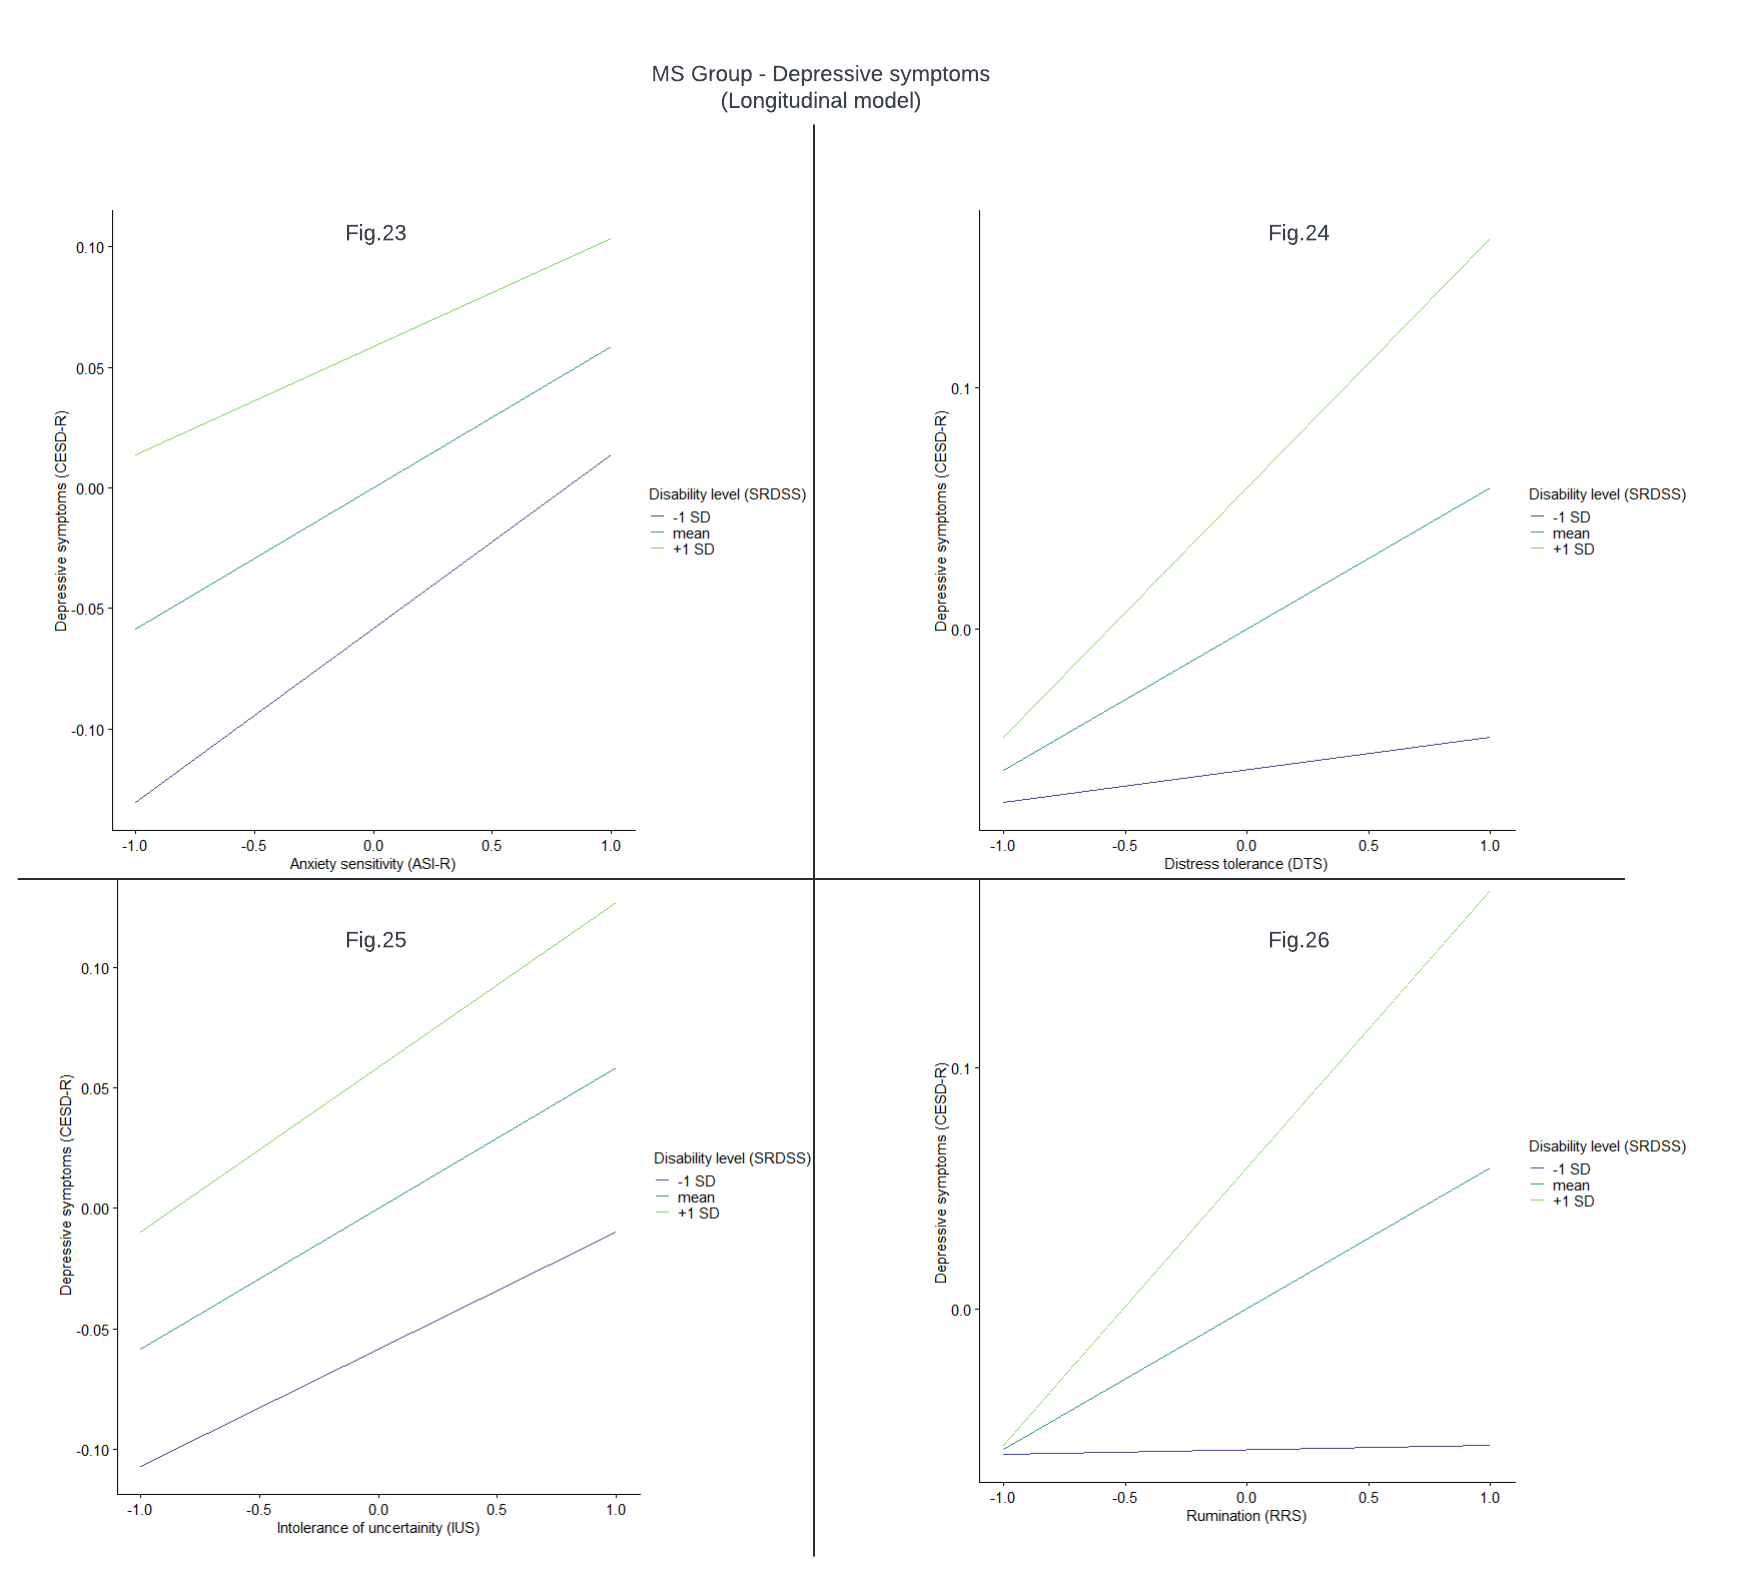 MS Group - Depressive symptoms
(Longitudinal model)
Fig.23
0.10
0.05
0.00
-0.05
-0.10
Depressive symptoms (CESD-R)
-1.0 -0.5 0.0 0.5 1.0
Anxiety sensitivity (ASI-R)
Disability level (SRDSS)
-1 SD
mean
+1 SD
Fig.24
0.1
0.0
Depressive symptoms (CESD-R)
-1.0 -0.5 0.0 0.5 1.0
Distress tolerance (DTS)
Disability level (SRDSS)
-1 SD
mean
+1 SD
Fig.25
0.10
0.05
0.00
-0.05
-0.10
Depressive symptoms (CESD-R)
-1.0 -0.5 0.0 0.5 1.0
Intolerance of uncertainity (IUS)
Disability level (SRDSS)
-1 SD
mean
+1 SD
Fig.26
0.1
0.0
Depressive symptoms (CESD-R)
-1.0 -0.5 0.0 0.5 1.0
Rumination (RRS)
Disability level (SRDSS)
-1 SD
mean
+1 SD